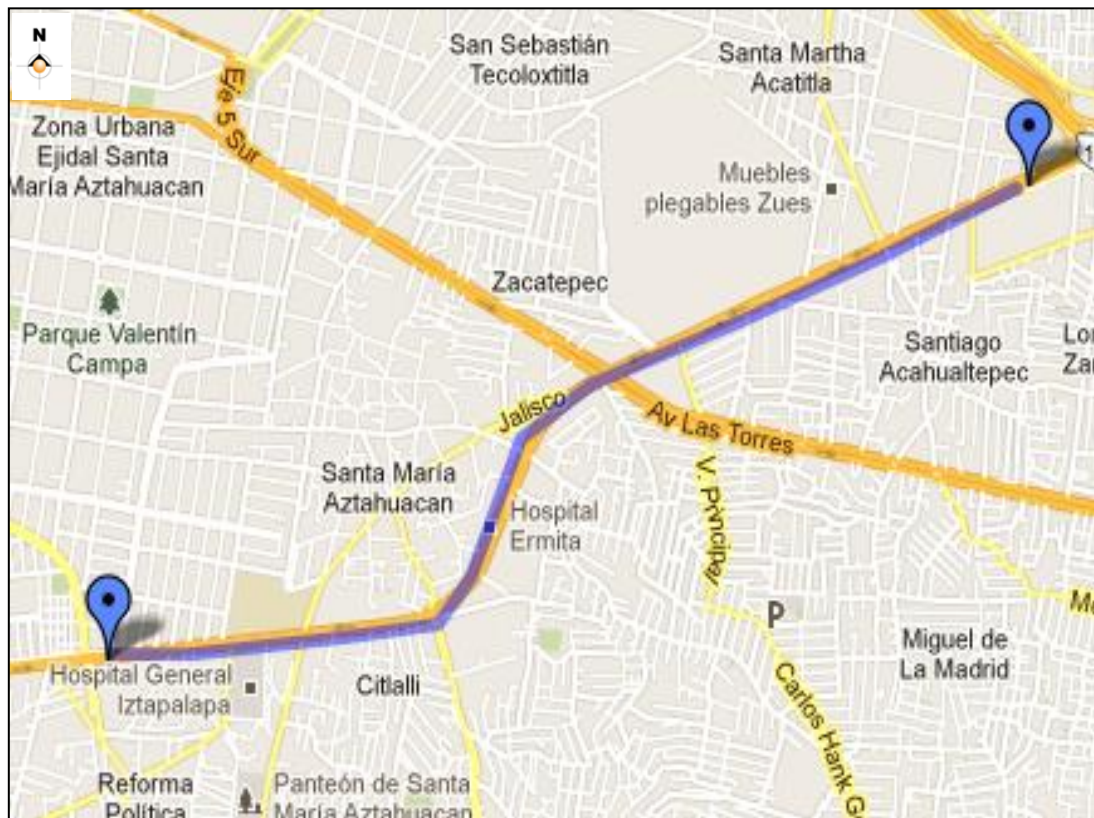 N
San Sebastián
Tecoloxtitla
Santa Martha
Acatitla
Eje 5 Sur
Zona Urbana
Ejidal Santa
María Aztahuacan
Muebles
plegables Zues
1
Zacatepec
Parque Valentín
Campa
Santiago
Acahualtepec
Jalisco
Av Las Torres
Santa María
Aztahuacan
V. Principal
Hospital
Ermita
P
Miguel de
La Madrid
Hospital General
Iztapalapa
Citlalli
Carlos Hank G
Reforma
Política
Panteón de Santa
María Aztahuacan